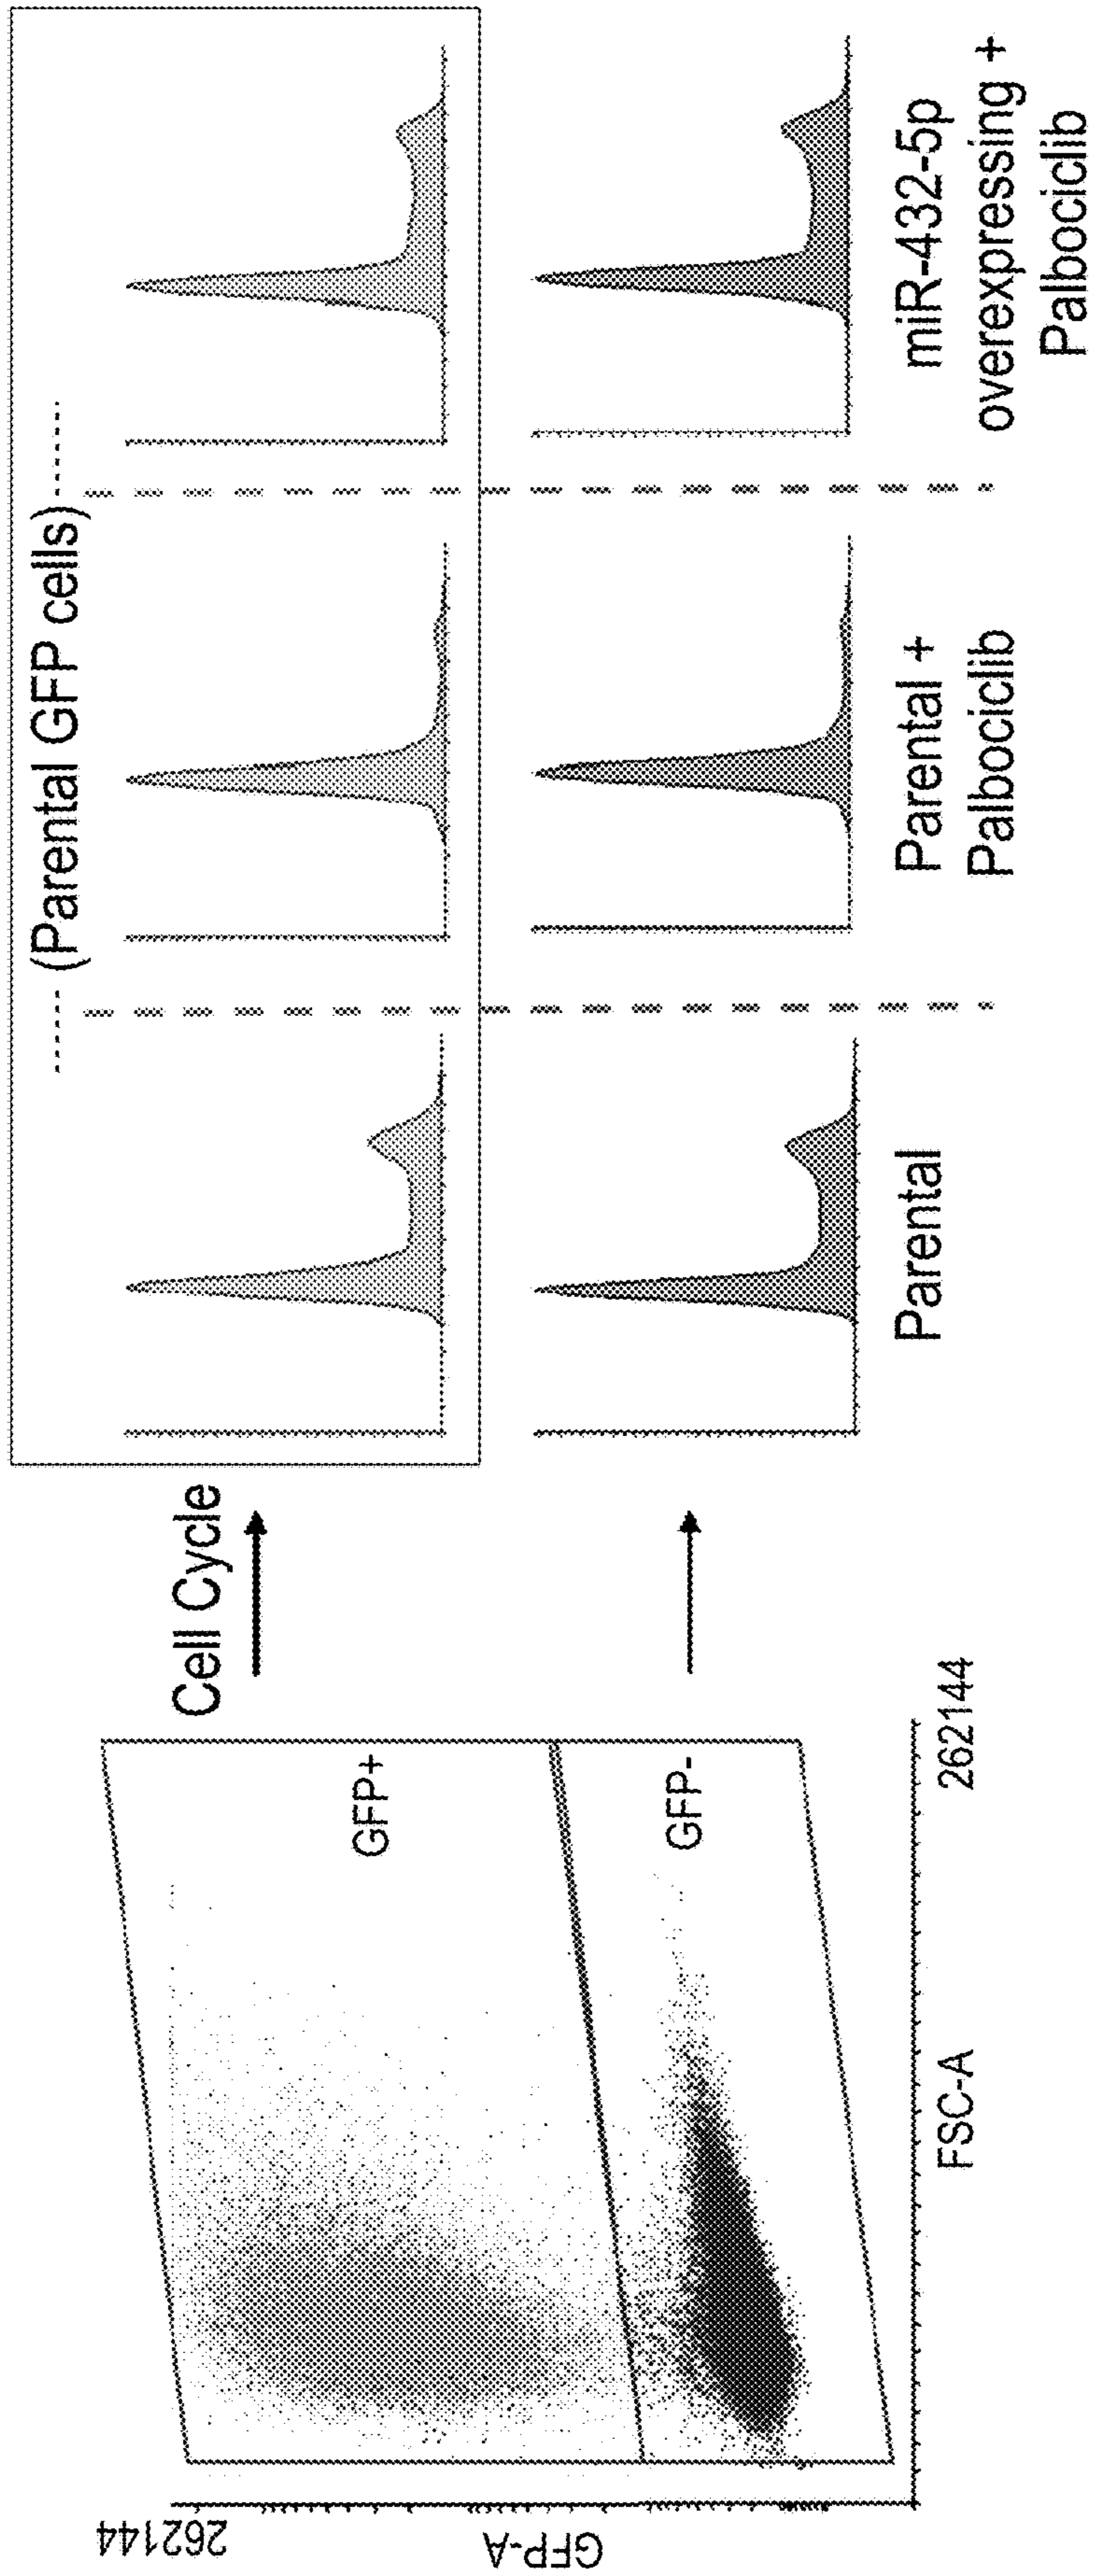 (Parental GFP cells)
Cell Cycle
262144
GFP-A
GFP+
GFP-
FSC-A
262144
Parental
Parental +
Palbociclib
miR-432-5p
overexpressing +
Palbociclib